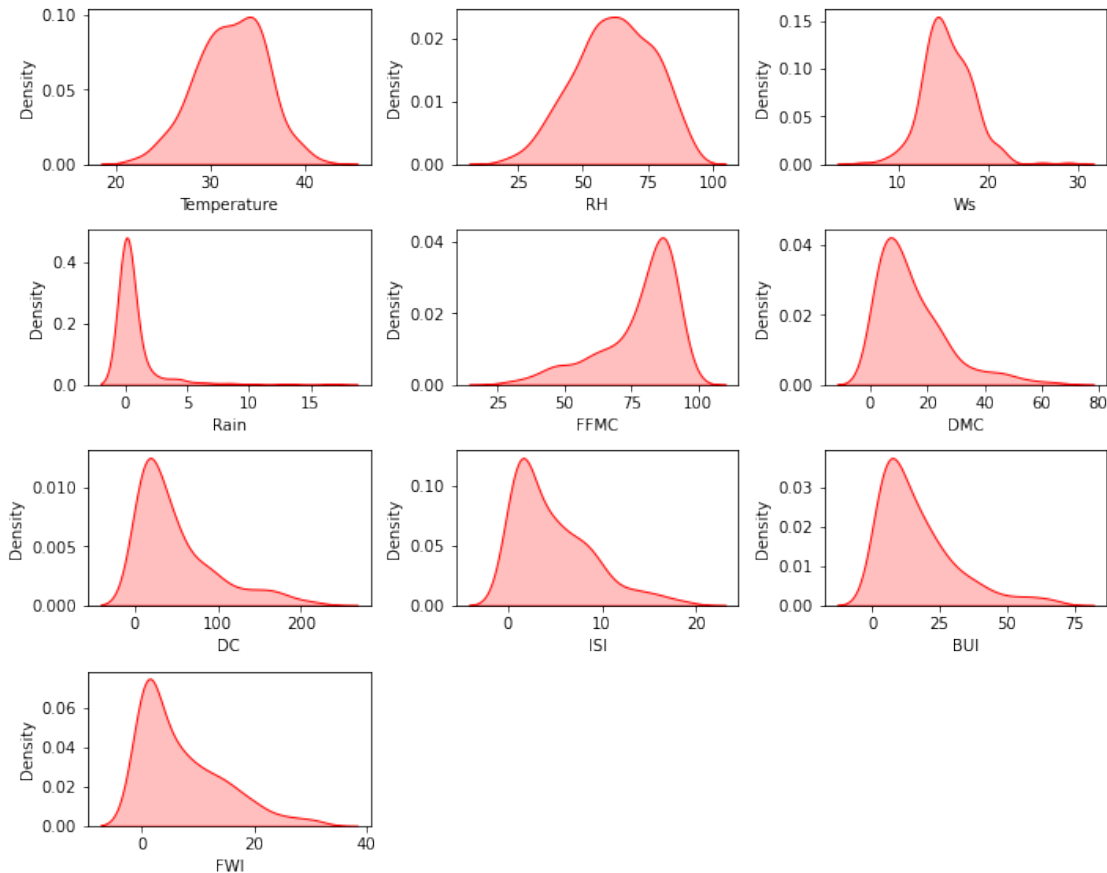 Density
0.10
0.05
0.00
20 30 40
Temperature
Density
0.02
0.01
0.00
25 50 75 100
RH
Density
0.15
0.10
0.05
0.00
10 20 30
Ws
Density
0.4
0.2
0.0
0 5 10 15
Rain
Density
0.04
0.02
0.00
25 50 75 100
FFMC
Density
0.04
0.02
0.00
0 20 40 60 80
DMC
Density
0.010
0.005
0.000
0 100 200
DC
Density
0.10
0.05
0.00
0 10 20
ISI
Density
0.03
0.02
0.01
0.00
0 25 50 75
BUI
Density
0.06
0.04
0.02
0.00
0 20 40
FWI